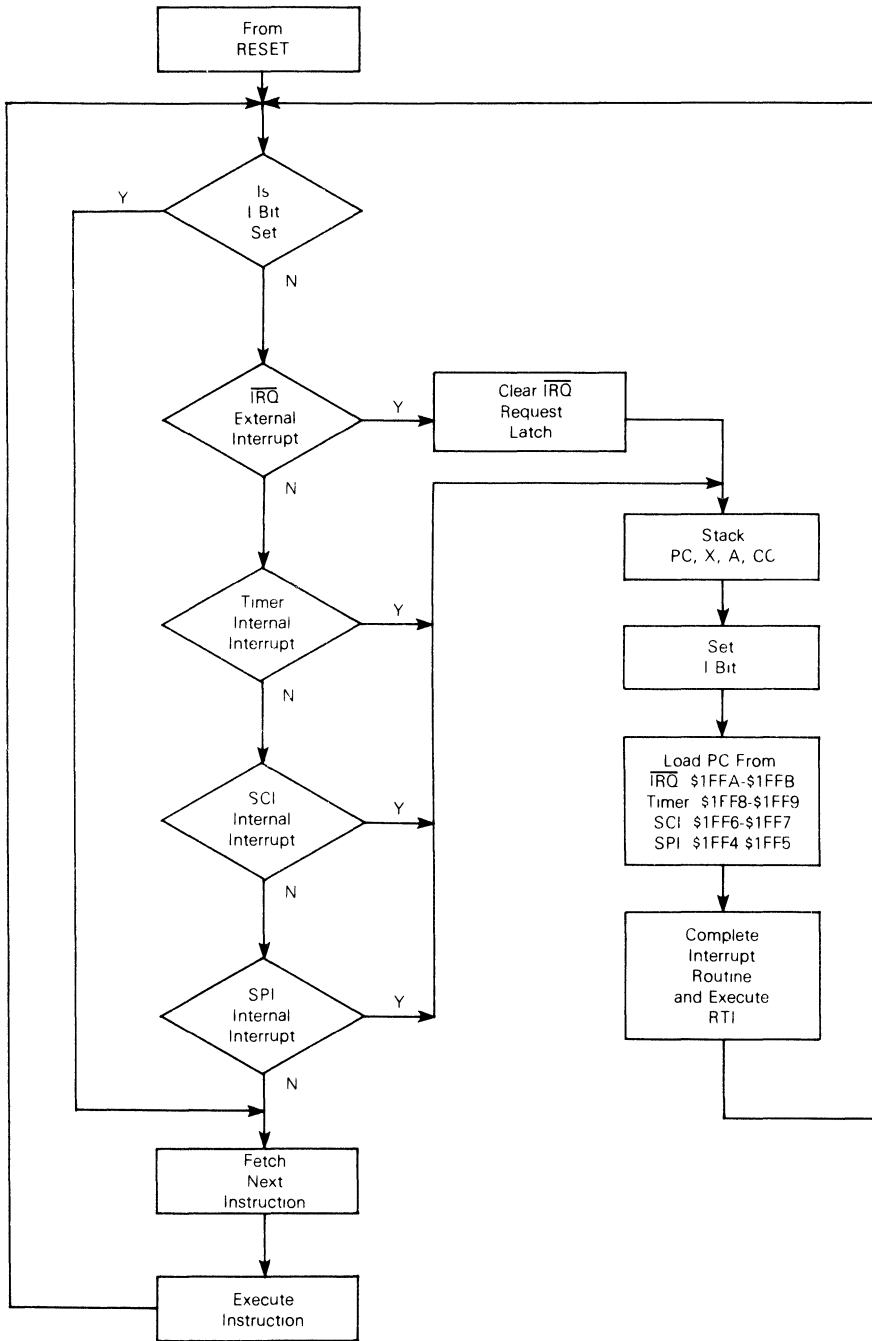 From
RESET
Is
I Bit
Set
Y
N
IRQ
External
Interrupt
Y
N
Clear IRQ
Request
Latch
Stack
PC, X, A, CC
Timer
Internal
Interrupt
Y
N
Set
I Bit
Load PC From
IRQ $1FFA-$1FFB
Timer $1FF8-$1FF9
SCI $1FF6-$1FF7
SPI $1FF4 $1FF5
SCI
Internal
Interrupt
Y
N
Complete
Interrupt
Routine
and Execute
RTI
SPI
Internal
Interrupt
Y
N
Fetch
Next
Instruction
Execute
Instruction